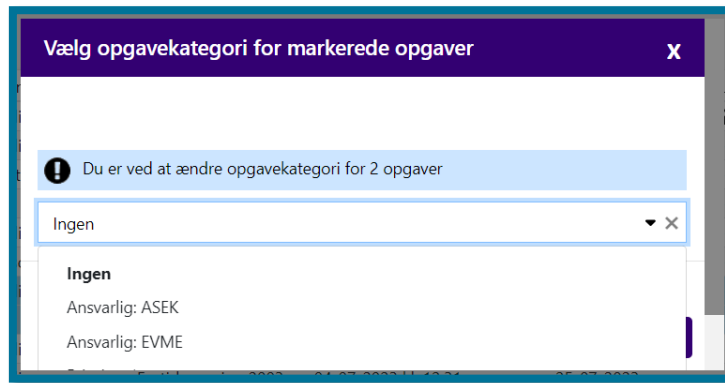 Vælg opgavekategori for markerede opgaver
x
Du er ved at ændre opgavekategori for 2 opgaver
Ingen
Ingen
Ansvarlig: ASEK
Ansvarlig: EVME